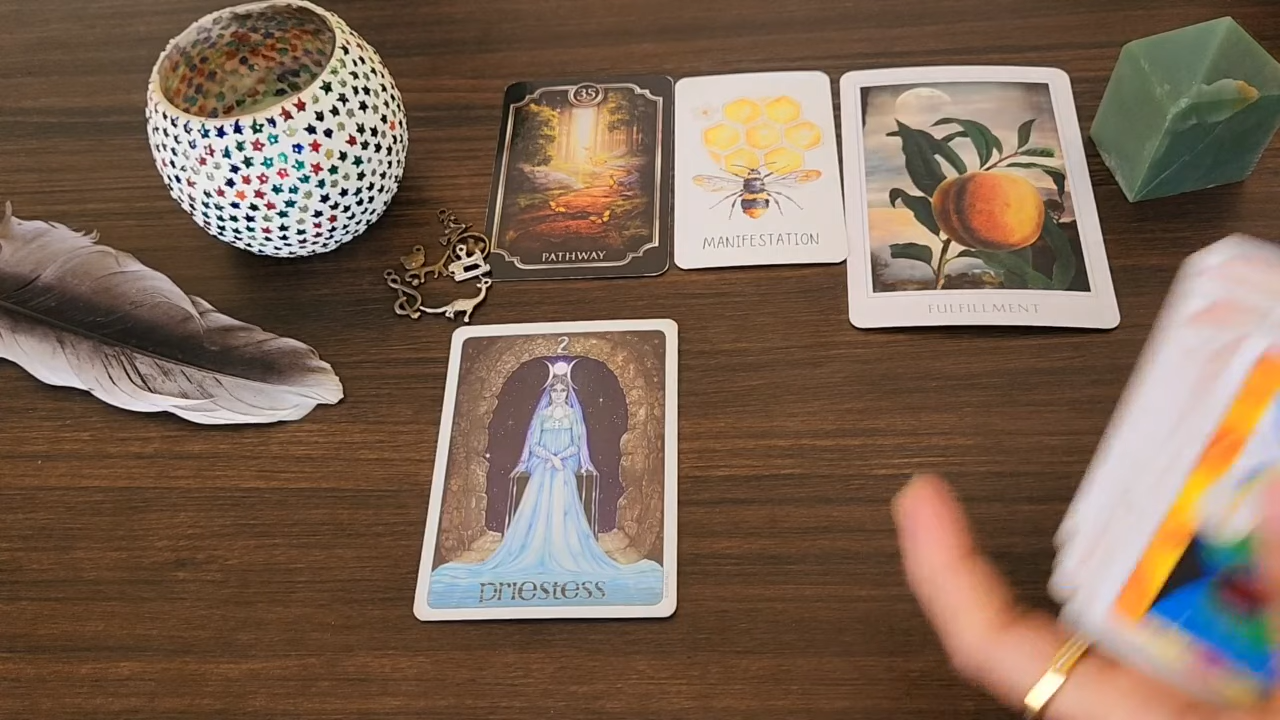 35
PATHWAY
MANIFESTATION
FULFILLMENT
2
priestess